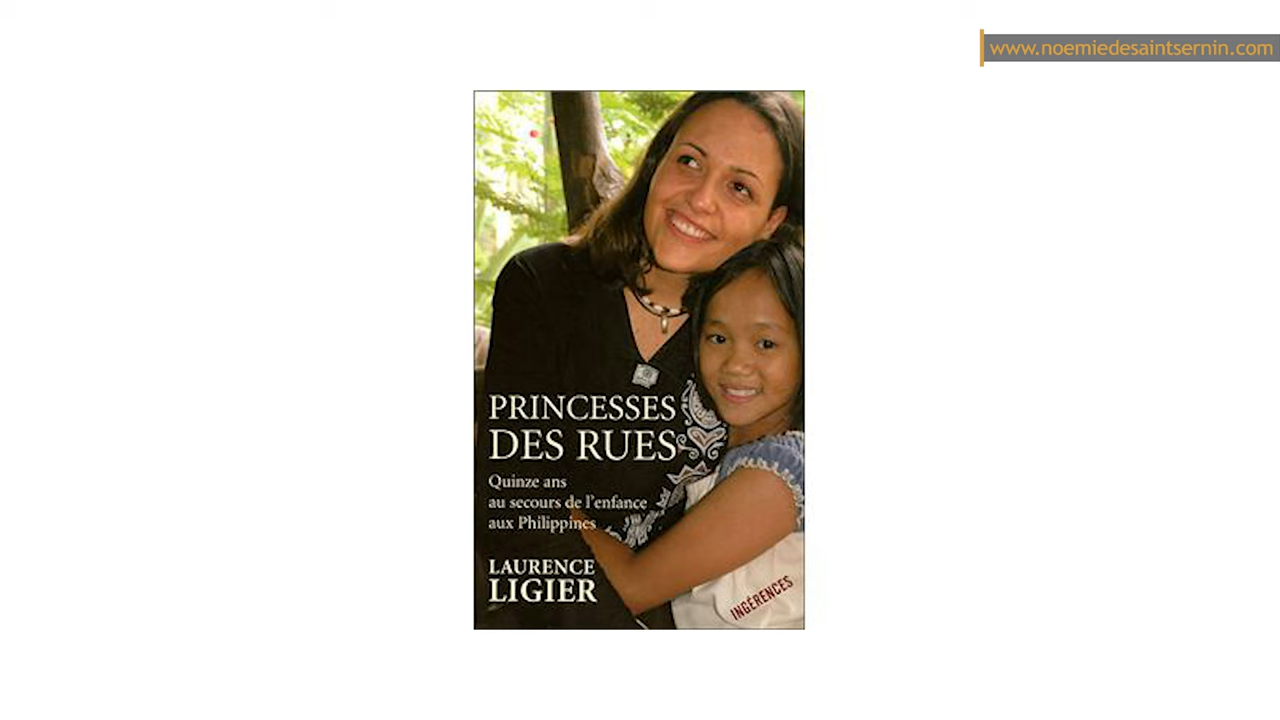 www.noemiedesaintsernin.com
PRINCESSES
DES RUES
Quinze ans
au secours de l'enfance
aux Philippines
LAURENCE
LIGIER
INGÉRENCES